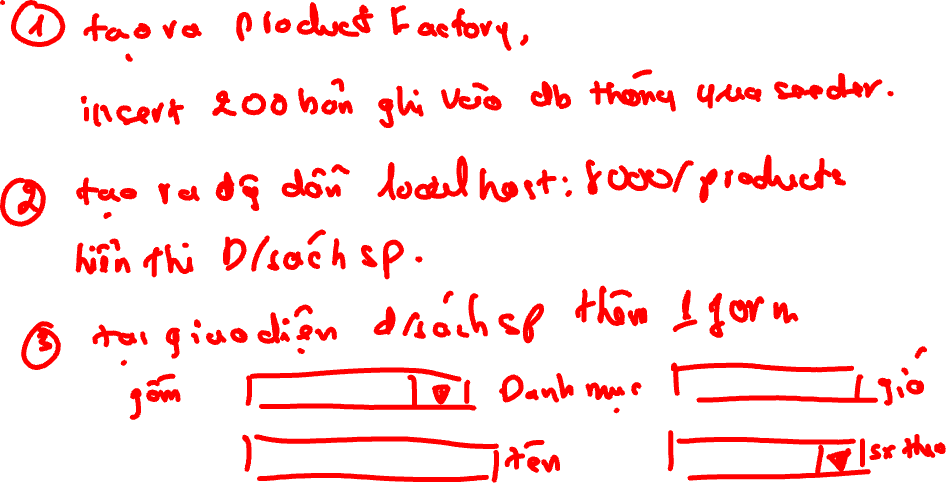 ① tạo ra product Factory,
insert 200 bản ghi vào db thông qua seeder.
② tạo ra đg dẫn localhost:8000/products
hiển thị D/sách sp.
③ tại giao diện d/sách sp thêm 1 form
gồm Danh mục giá
tên sx theo